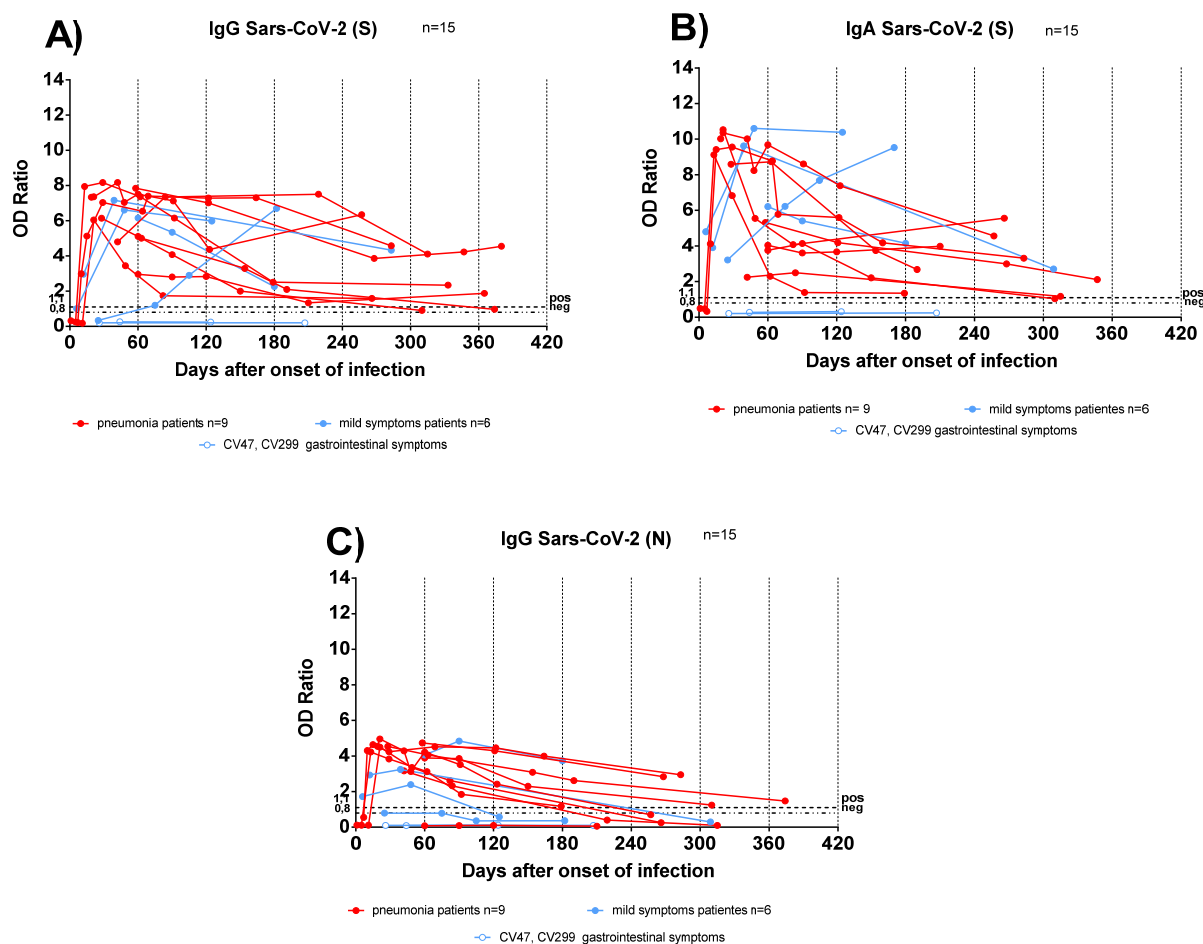 A)
IgG Sars-CoV-2 (S)
n=15
14
12
10
8
6
4
2
1,1
0,8
0
pos
neg
OD Ratio
0
60
120
180
240
300
360
420
Days after onset of infection
pneumonia patients n=9
mild symptoms patients n=6
CV47, CV299 gastrointestinal symptoms
B)
IgA Sars-CoV-2 (S)
n=15
14
12
10
8
6
4
2
1,1
0,8
0
pos
neg
OD Ratio
0
60
120
180
240
300
360
420
Days after onset of infection
pneumonia patients n= 9
mild symptoms patientes n=6
CV47, CV299 gastrointestinal symptoms
C)
IgG Sars-CoV-2 (N)
n=15
14
12
10
8
6
4
2
1,1
0,8
0
pos
neg
OD Ratio
0
60
120
180
240
300
360
420
Days after onset of infection
pneumonia patients n=9
mild symptoms patientes n=6
CV47, CV299 gastrointestinal symptoms